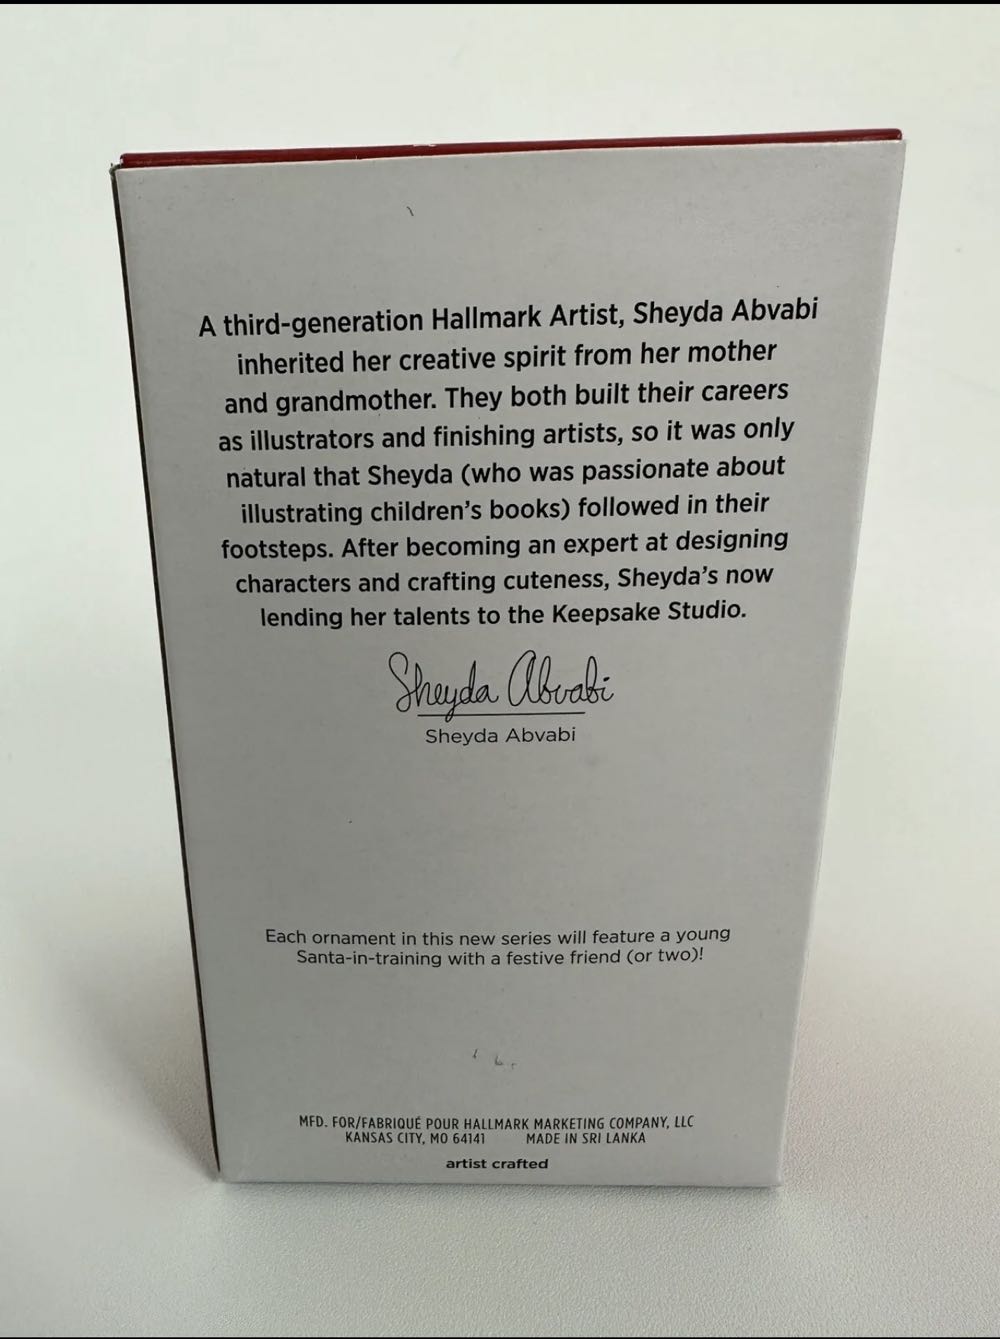 A third-generation Hallmark Artist, Sheyda Abvabi
inherited her creative spirit from her mother
and grandmother. They both built their careers
as illustrators and finishing artists, so it was only
natural that Sheyda (who was passionate about
illustrating children's books) followed in their
footsteps. After becoming an expert at designing
characters and crafting cuteness, Sheyda's now
lending her talents to the Keepsake Studio.
Sheyda Abvabi
Sheyda Abvabi
Each ornament in this new series will feature a young
Santa-in-training with a festive friend (or two)!
MFD. FOR/FABRIQUÉ POUR HALLMARK MARKETING COMPANY, LLC
KANSAS CITY, MO 64141 MADE IN SRI LANKA
artist crafted